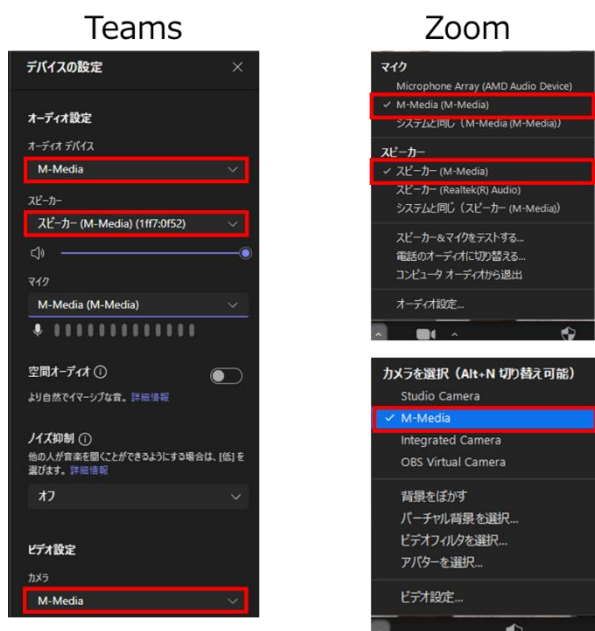 Teams
デバイスの設定
オーディオ設定
オーディオ デバイス
M-Media
スピーカー
スピーカー (M-Media) (1ff7:0f52)
マイク
M-Media (M-Media)
空間オーディオ
より自然でイマーシブな音。詳細情報
ノイズ抑制
他の人が音楽を聞くことができるようにする場合は、[低] を
選びます。詳細情報
オフ
ビデオ設定
カメラ
M-Media
Zoom
マイク
Microphone Array (AMD Audio Device)
M-Media (M-Media)
システムと同じ (M-Media (M-Media))
スピーカー
スピーカー (M-Media)
スピーカー (Realtek(R) Audio)
システムと同じ (スピーカー (M-Media))
スピーカー&マイクをテストする...
電話のオーディオに切り替える...
コンピュータ オーディオから退出
オーディオ設定...
カメラを選択 (Alt+N 切り替え可能)
Studio Camera
M-Media
Integrated Camera
OBS Virtual Camera
背景をぼかす
バーチャル背景を選択...
ビデオフィルタを選択...
アバターを選択...
ビデオ設定...